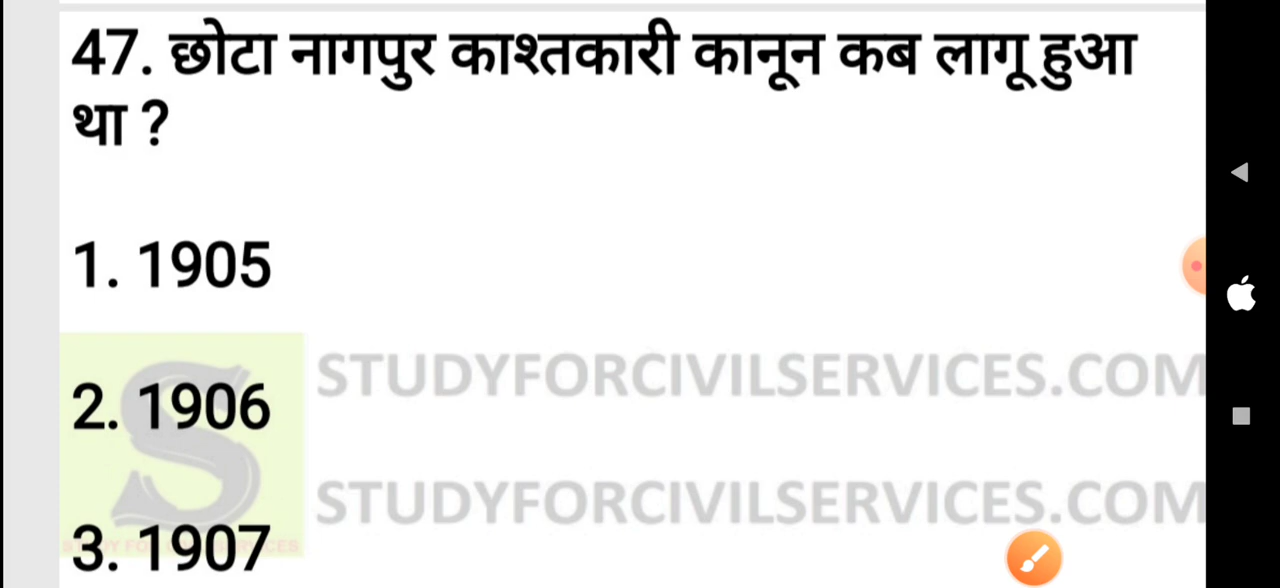 47. छोटा नागपुर काश्तकारी कानून कब लागू हुआ
था ?
1. 1905
STUDYFORCIVILSERVICES.COM
2. 1906
STUDYFORCIVILSERVICES.COM
3. 1907